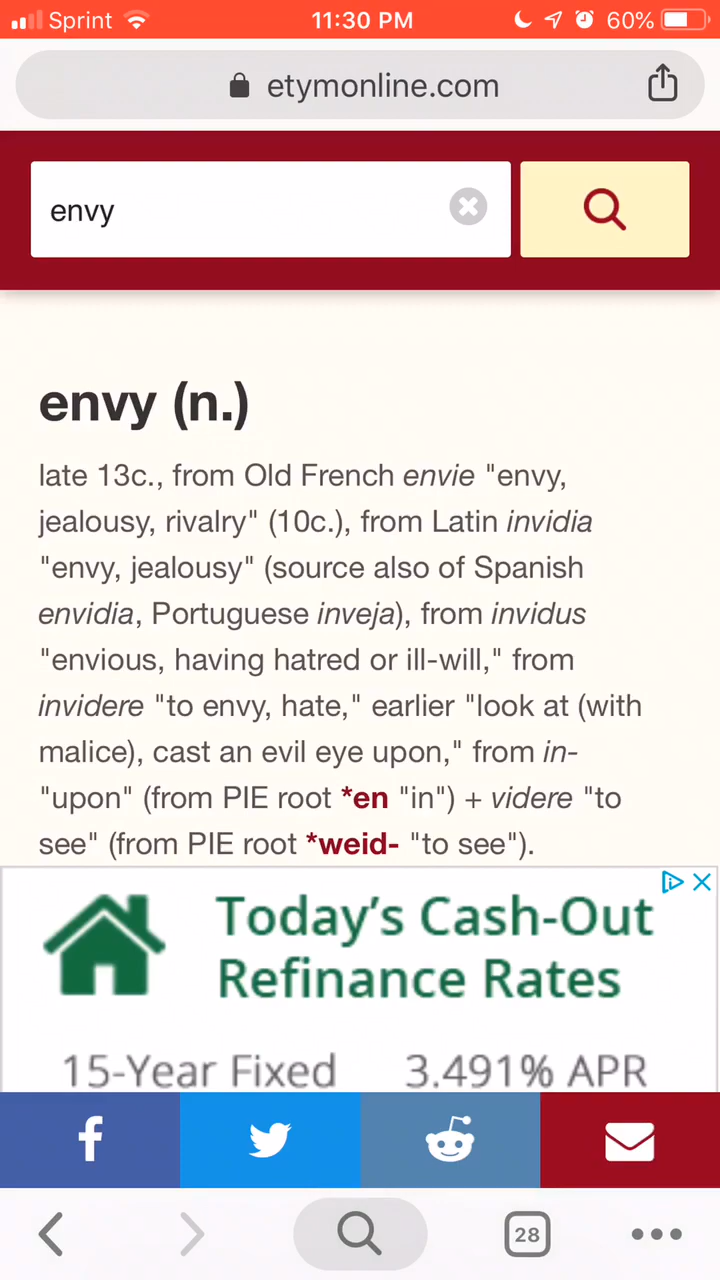 Sprint 11:30 PM 60%
etymonline.com
envy
envy (n.)
late 13c., from Old French envie "envy,
jealousy, rivalry" (10c.), from Latin invidia
"envy, jealousy" (source also of Spanish
envidia, Portuguese inveja), from invidus
"envious, having hatred or ill-will," from
invidere "to envy, hate," earlier "look at (with
malice), cast an evil eye upon," from in-
"upon" (from PIE root *en "in") + videre "to
see" (from PIE root *weid- "to see").
Today's Cash-Out
Refinance Rates
15-Year Fixed 3.491% APR
28